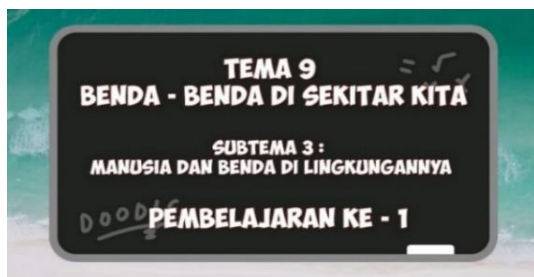 TEMA 9
BENDA - BENDA DI SEKITAR KITA
SUBTEMA 3 :
MANUSIA DAN BENDA DI LINGKUNGANNYA
DOODLE
PEMBELAJARAN KE - 1